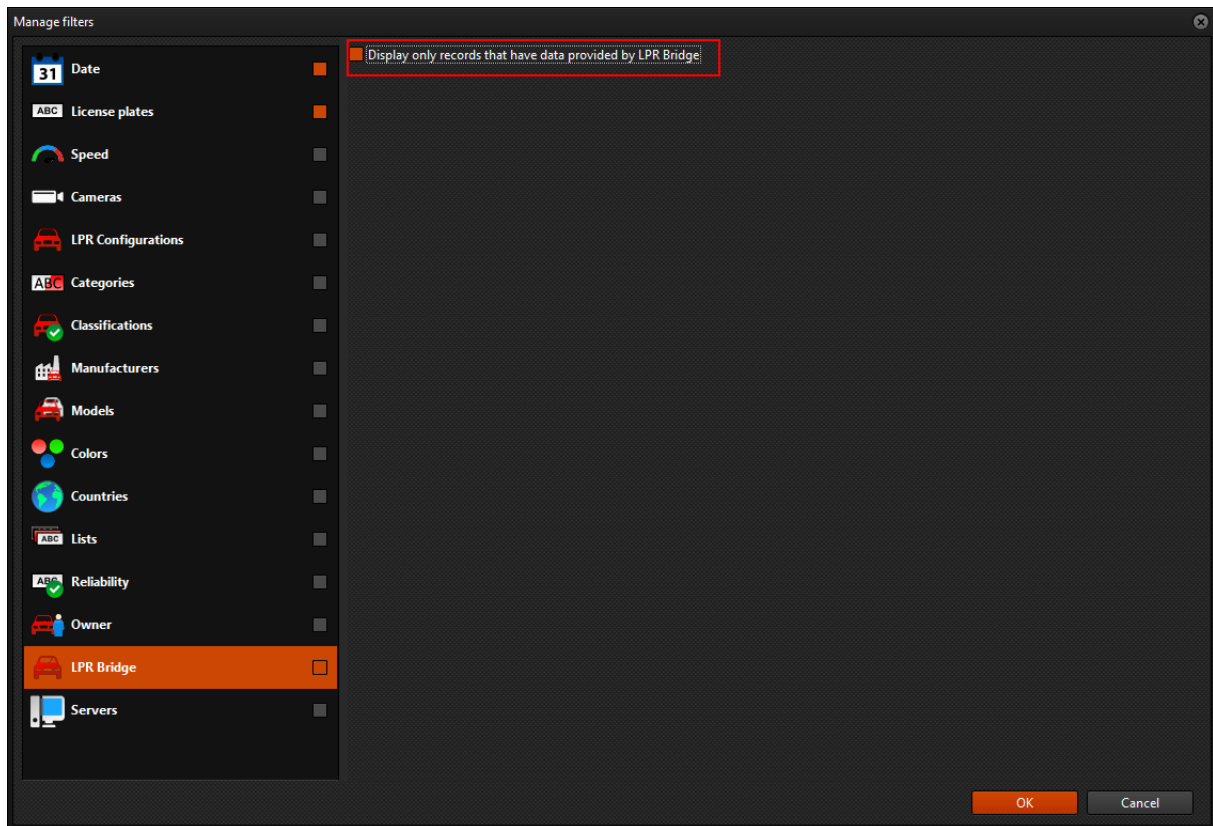 Manage filters
Display only records that have data provided by LPR Bridge
31 Date
ABC License plates
Speed
Cameras
LPR Configurations
ABC Categories
Classifications
Manufacturers
Models
Colors
Countries
ABC Lists
ABC Reliability
Owner
LPR Bridge
Servers
OK Cancel